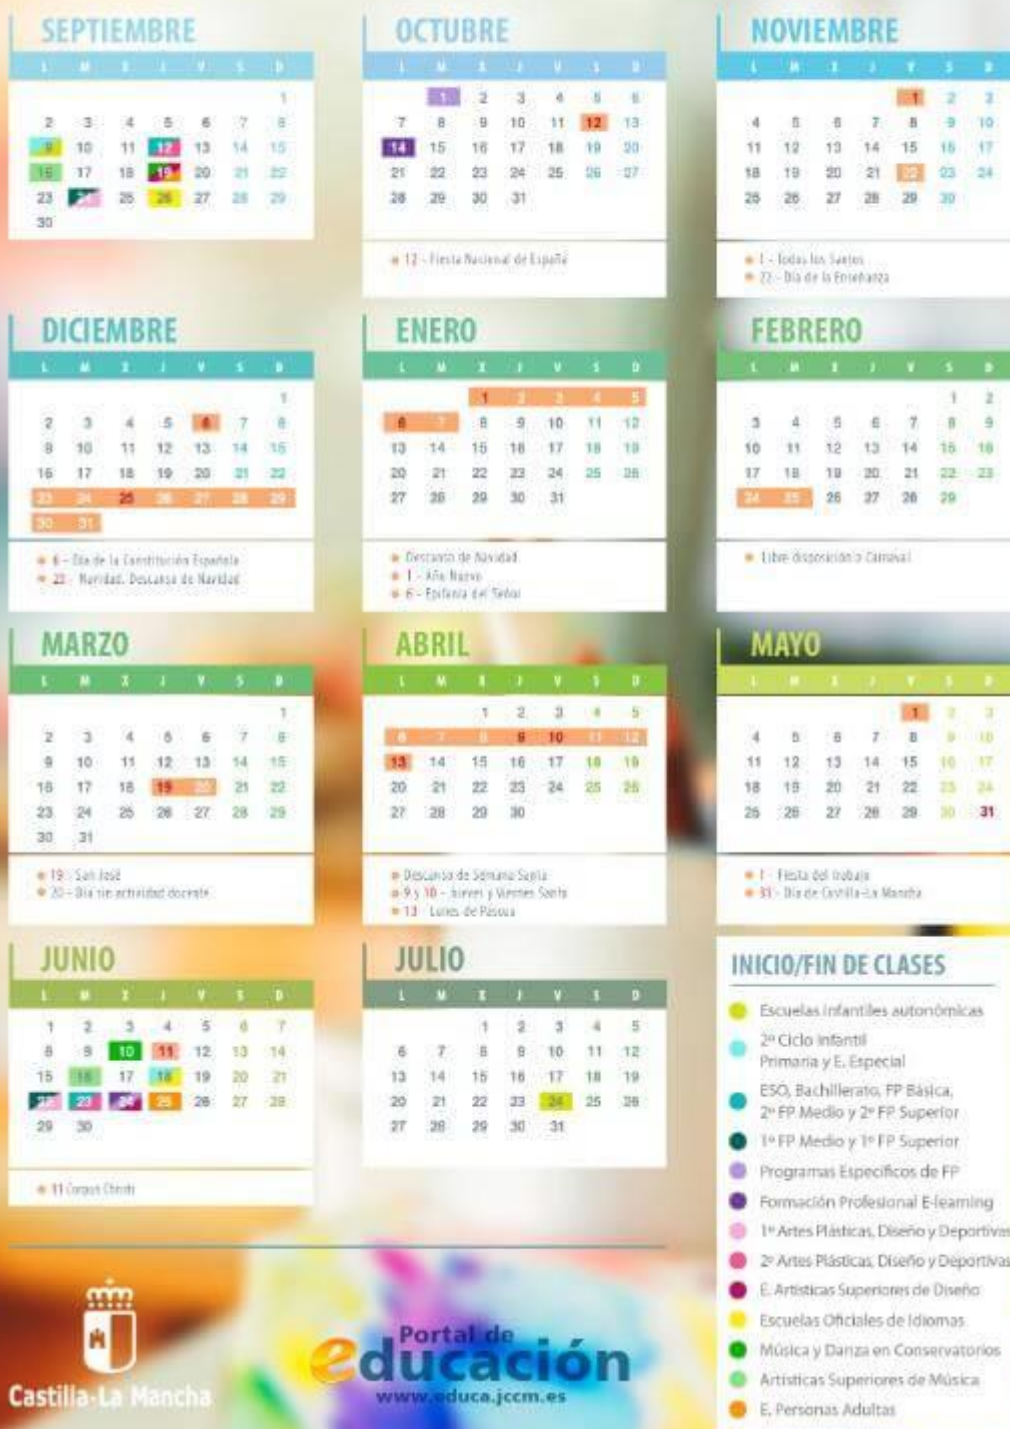 SEPTIEMBRE
L M X J V S D
1
2 3 4 5 6 7 8
9 10 11 12 13 14 15
16 17 18 19 20 21 22
23 24 25 26 27 28 29
30
OCTUBRE
L M X J V S D
1 2 3 4 5 6
7 8 9 10 11 12 13
14 15 16 17 18 19 20
21 22 23 24 25 26 27
28 29 30 31
12 - Fiesta Nacional de España
NOVIEMBRE
L M X J V S D
1 2 3
4 5 6 7 8 9 10
11 12 13 14 15 16 17
18 19 20 21 22 23 24
25 26 27 28 29 30
1 - Todos los Santos
22 - Día de la Enseñanza
DICIEMBRE
L M X J V S D
1
2 3 4 5 6 7 8
9 10 11 12 13 14 15
16 17 18 19 20 21 22
23 24 25 26 27 28 29
30 31
6 - Día de la Constitución Española
25 - Navidad. Descanso de Navidad
ENERO
L M X J V S D
1 2 3 4 5
6 7 8 9 10 11 12
13 14 15 16 17 18 19
20 21 22 23 24 25 26
27 28 29 30 31
Descanso de Navidad
1 - Año Nuevo
6 - Epifanía del Señor
FEBRERO
L M X J V S D
1 2
3 4 5 6 7 8 9
10 11 12 13 14 15 16
17 18 19 20 21 22 23
24 25 26 27 28 29
Libre disposición o Carnaval
MARZO
L M X J V S D
1
2 3 4 5 6 7 8
9 10 11 12 13 14 15
16 17 18 19 20 21 22
23 24 25 26 27 28 29
30 31
19 - San José
20 - Día sin actividad docente
ABRIL
L M X J V S D
1 2 3 4 5
6 7 8 9 10 11 12
13 14 15 16 17 18 19
20 21 22 23 24 25 26
27 28 29 30
Descanso de Semana Santa
9 y 10 - Jueves y Viernes Santo
13 - Lunes de Pascua
MAYO
L M X J V S D
1 2 3
4 5 6 7 8 9 10
11 12 13 14 15 16 17
18 19 20 21 22 23 24
25 26 27 28 29 30 31
1 - Fiesta del trabajo
31 - Día de Castilla-La Mancha
JUNIO
L M X J V S D
1 2 3 4 5 6 7
8 9 10 11 12 13 14
15 16 17 18 19 20 21
22 23 24 25 26 27 28
29 30
11 Corpus Christi
JULIO
L M X J V S D
1 2 3 4 5
6 7 8 9 10 11 12
13 14 15 16 17 18 19
20 21 22 23 24 25 26
27 28 29 30 31
INICIO/FIN DE CLASES
Escuelas infantiles autonómicas
2º Ciclo Infantil
Primaria y E. Especial
ESO, Bachillerato, FP Básica,
2º FP Medio y 2º FP Superior
1º FP Medio y 1º FP Superior
Programas Específicos de FP
Formación Profesional E-learning
1º Artes Plásticas, Diseño y Deportivas
2º Artes Plásticas, Diseño y Deportivas
E. Artísticas Superiores de Diseño
Escuelas Oficiales de Idiomas
Música y Danza en Conservatorios
Artísticas Superiores de Música
E. Personas Adultas
Castilla-La Mancha
Portal de
educación
www.educa.jccm.es